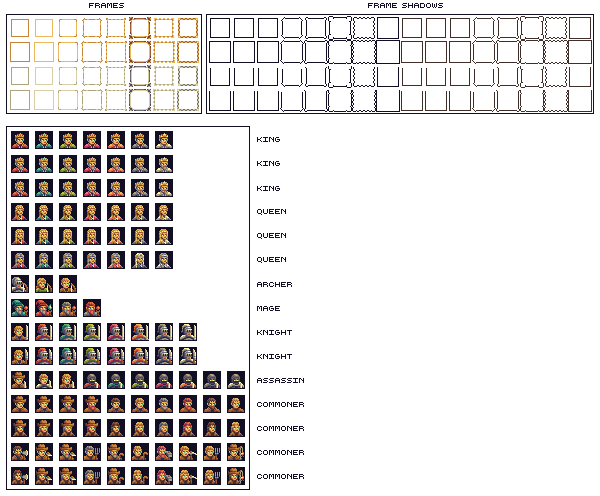 FRAMES
FRAME SHADOWS
KING
KING
KING
QUEEN
QUEEN
QUEEN
ARCHER
MAGE
KNIGHT
KNIGHT
ASSASSIN
COMMONER
COMMONER
COMMONER
COMMONER